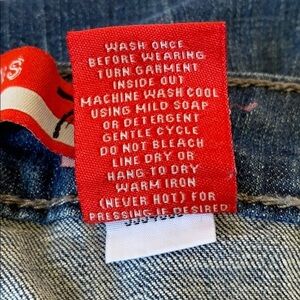 WASH ONCE
BEFORE WEARING
TURN GARMENT
INSIDE OUT
MACHINE WASH COOL
USING MILD SOAP
OR DETERGENT
GENTLE CYCLE
DO NOT BLEACH
LINE DRY OR
HANG-TO DRY
WARM IRON
(NEVER HOT) FOR
PRESSING IF DESIRED